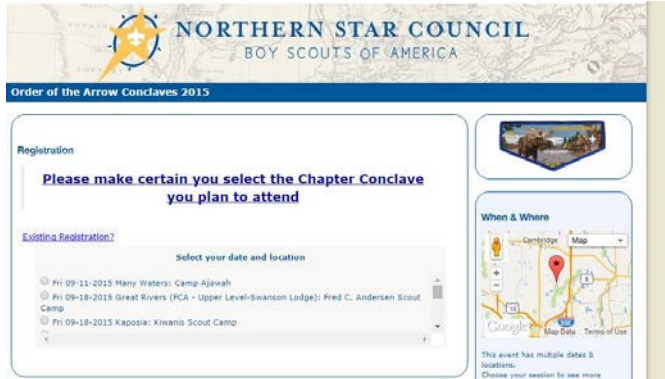 NORTHERN STAR COUNCIL
BOY SCOUTS OF AMERICA
Order of the Arrow Conclaves 2015
Registration
Please make certain you select the Chapter Conclave
you plan to attend
Existing Registration?
Select your date and location
Fri 09-11-2015 Many Waters: Camp Ajawah
Fri 09-18-2015 Great Rivers (FCA - Upper Level-Swanson Lodge): Fred C. Andersen Scout
Camp
Fri 09-18-2015 Kaposia: Kiwanis Scout Camp
When & Where
Cambridge
Map
+
-
8
10
Google
Map Data
Terms of Use
This event has multiple dates &
locations.
Choose your session to see more